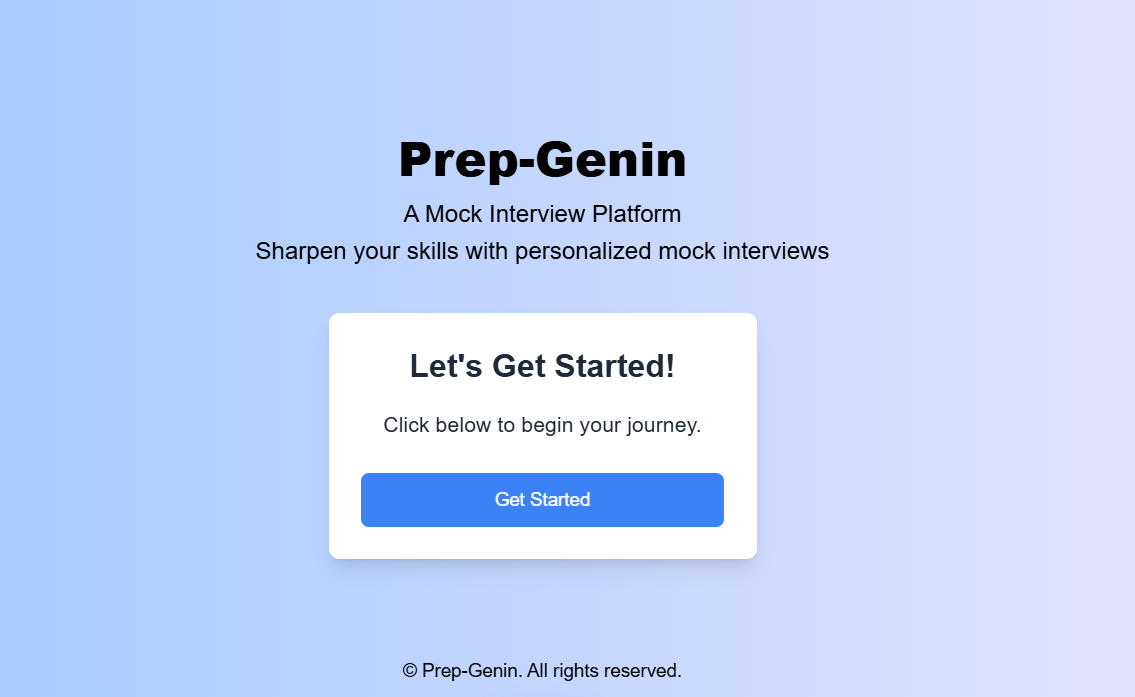 Prep-Genin
A Mock Interview Platform
Sharpen your skills with personalized mock interviews
Let's Get Started!
Click below to begin your journey.
Get Started
© Prep-Genin. All rights reserved.